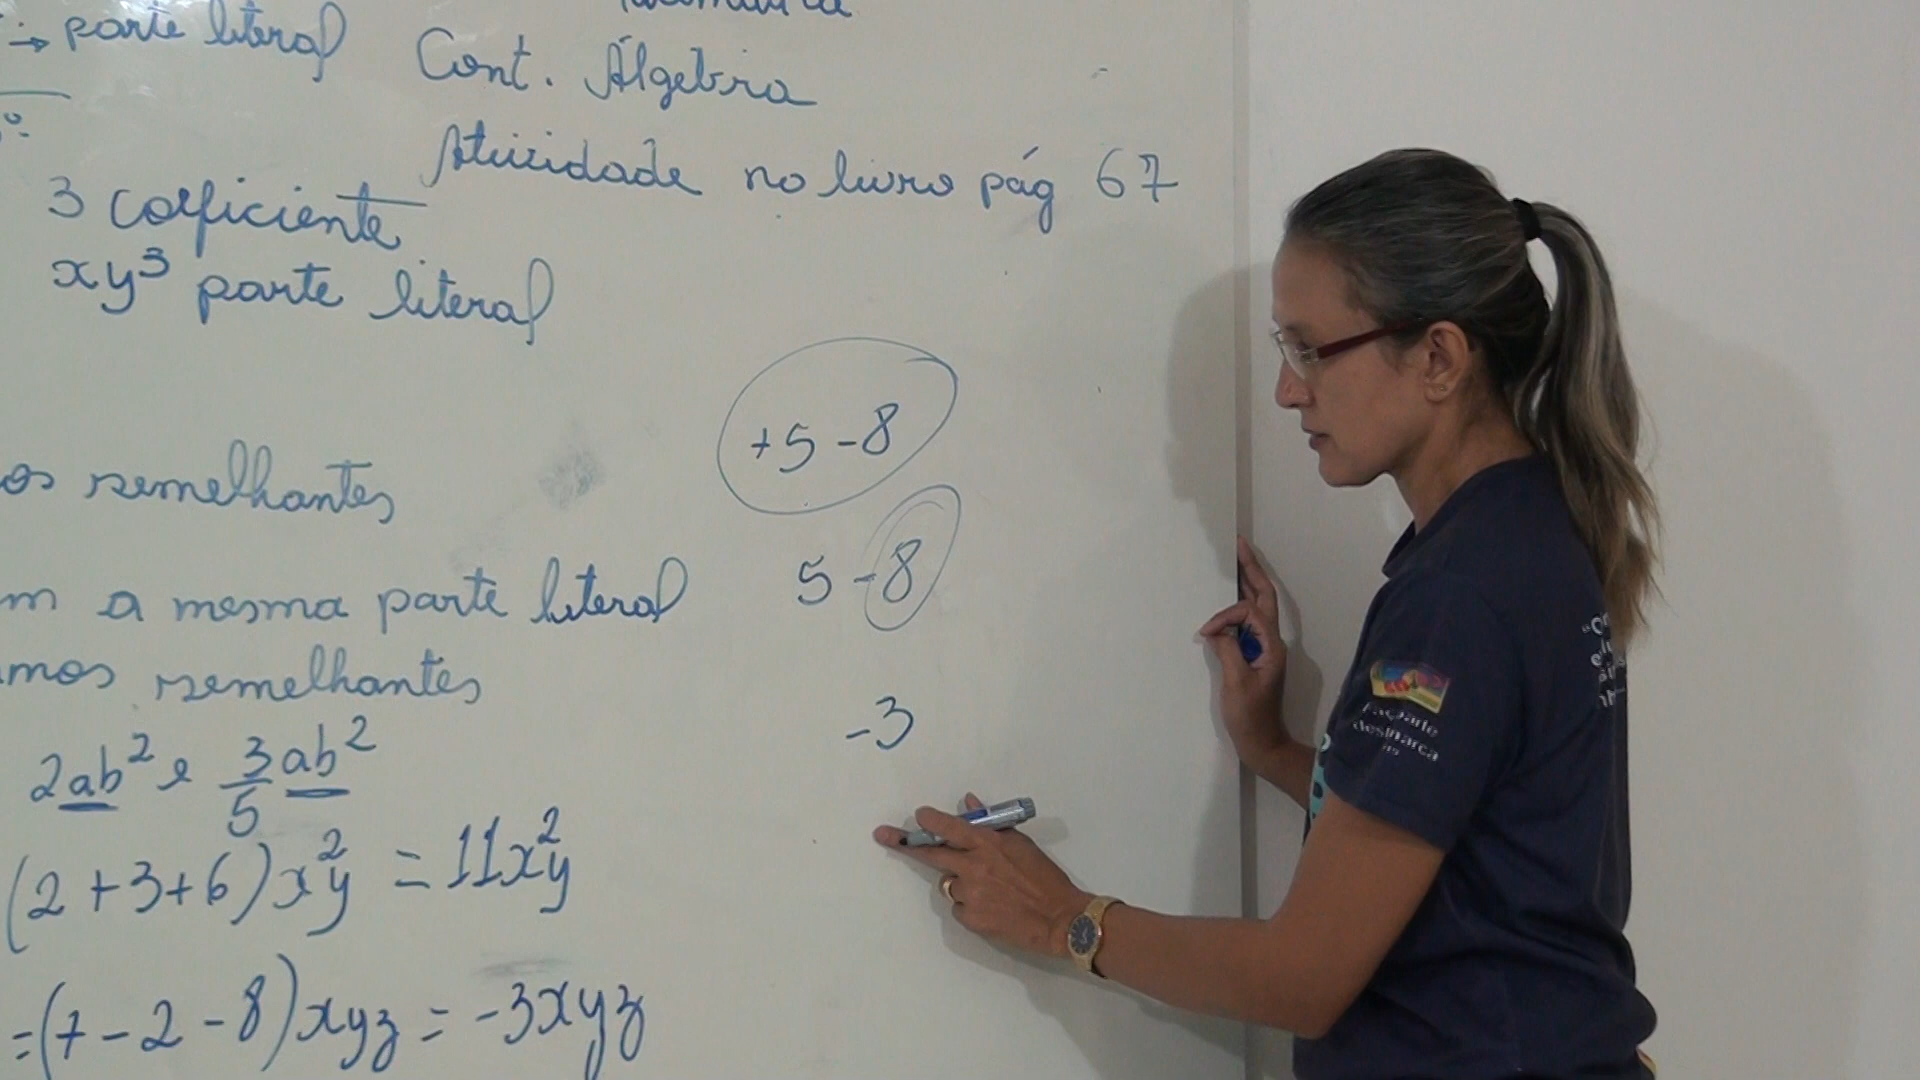 parte literal
Cont. Álgebra
Atividade no livro pág 67
3 coeficiente
xy³ parte literal
+5-8
semelhantes
5-8
a mesma parte literal
semelhantes
-3
2ab² e 3/5 ab²
(2+3+6)x²y = 11x²y
=(7-2-8)xyz = -3xyz